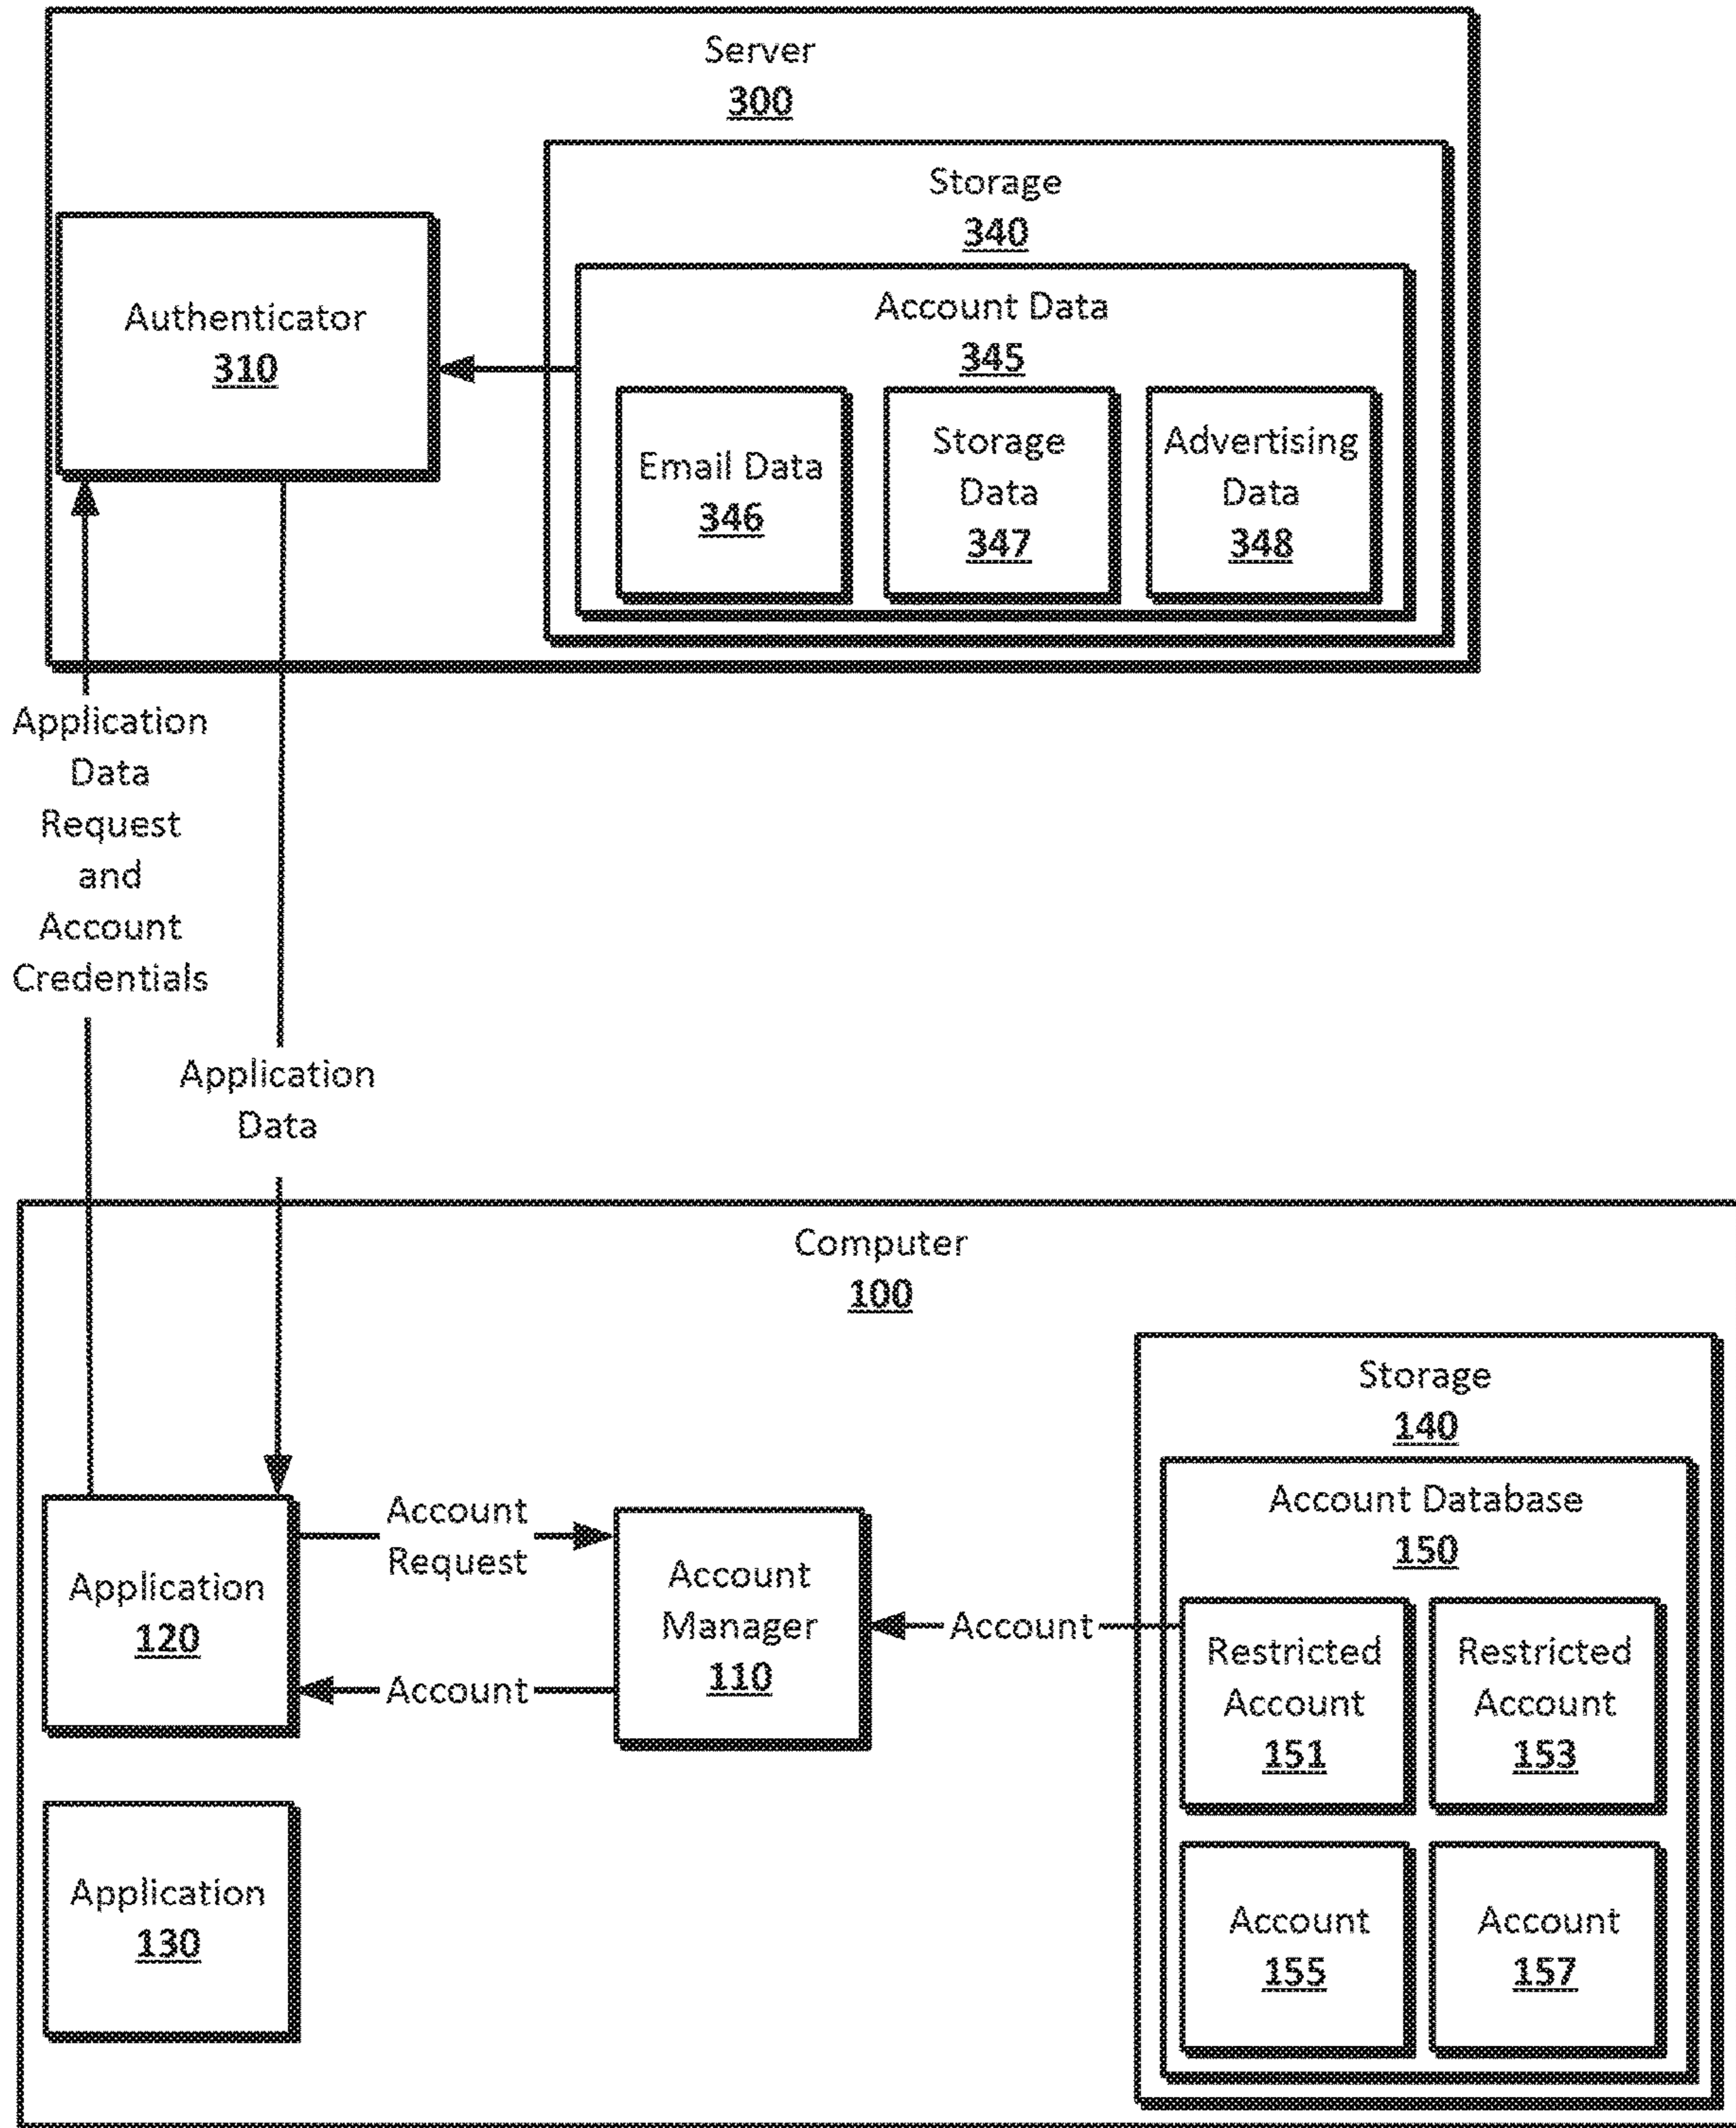 Server
300
Storage
340
Authenticator
310
Account Data
345
Email Data
346
Storage
Data
347
Advertising
Data
348
Application
Data
Request
and
Account
Credentials
Application
Data
Computer
100
Storage
140
Account Database
150
Application
120
Account
Request
Account
Account
Manager
110
Account
Restricted
Account
151
Restricted
Account
153
Application
130
Account
155
Account
157